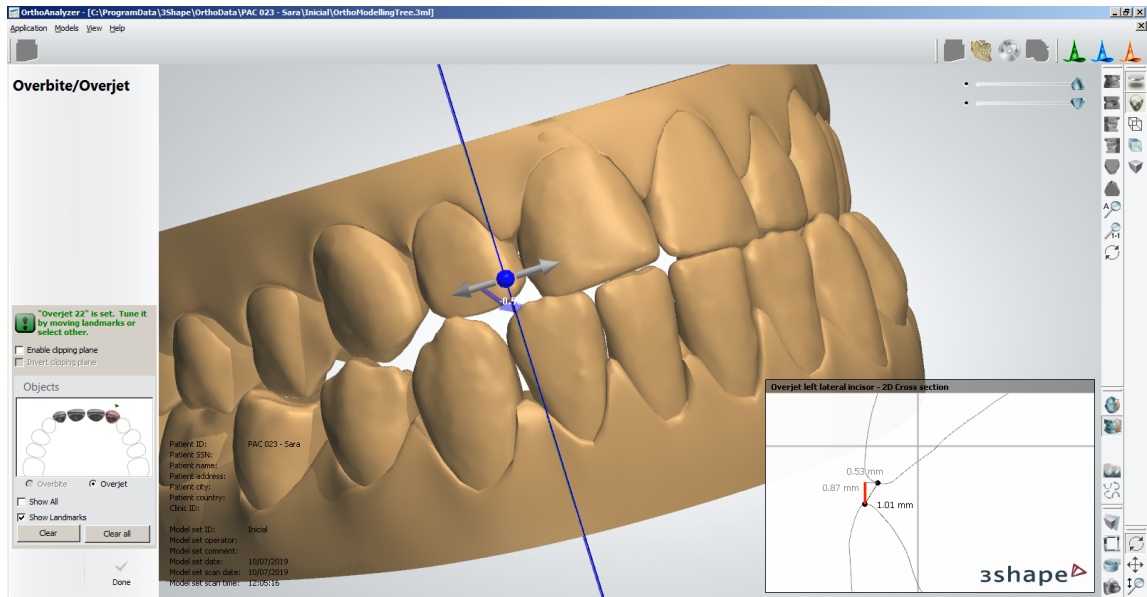 OrthoAnalyzer - [C:\ProgramData\3Shape\OrthoData\PAC 023 - Sara\Inicial\OrthoModellingTree.3ml]
Application Models View Help
Overbite/Overjet
"Overjet 22" is set. Tune it
by moving landmarks or
select other.
Enable clipping plane
Invert clipping plane
Objects
Overbite Overjet
Show All
Show Landmarks
Clear Clear all
Done
Patient ID: PAC 023 - Sara
Patient SSN:
Patient name:
Patient address:
Patient city:
Patient country:
Clinic ID:
Model set ID: Inicial
Model set operator:
Model set comment:
Model set date: 10/07/2019
Model set scan date: 10/07/2019
Model set scan time: 12:05:16
Overjet left lateral incisor - 2D Cross section
0.53 mm
0.87 mm
1.01 mm
3shape
A
1:1